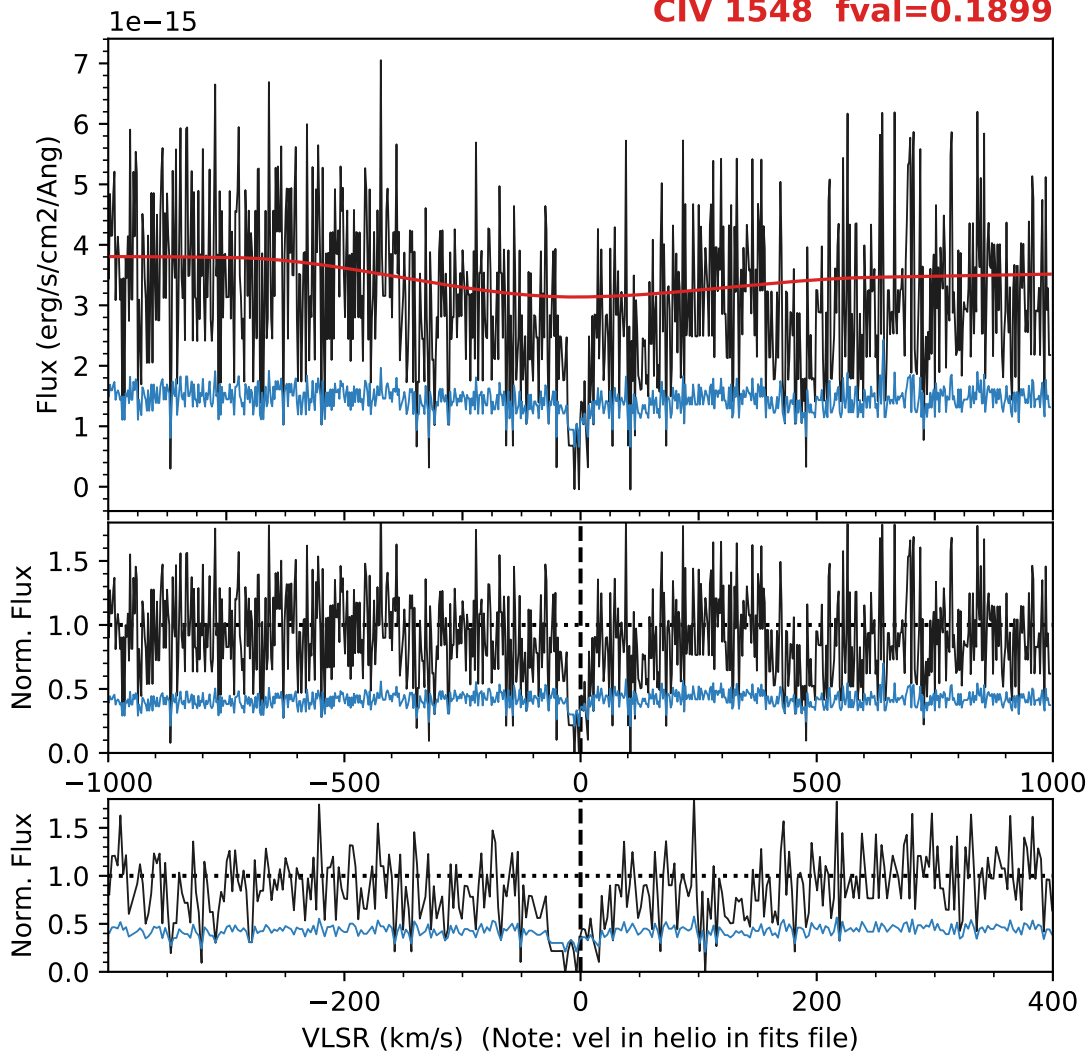 CIV 1548 fval=0.1899
1e−15
7
6
5
4
3
2
1
0
Flux (erg/s/cm2/Ang)
1.5
1.0
0.5
0.0
Norm. Flux
−1000 −500 0 500 1000
1.5
1.0
0.5
0.0
Norm. Flux
−200 0 200 400
VLSR (km/s) (Note: vel in helio in fits file)